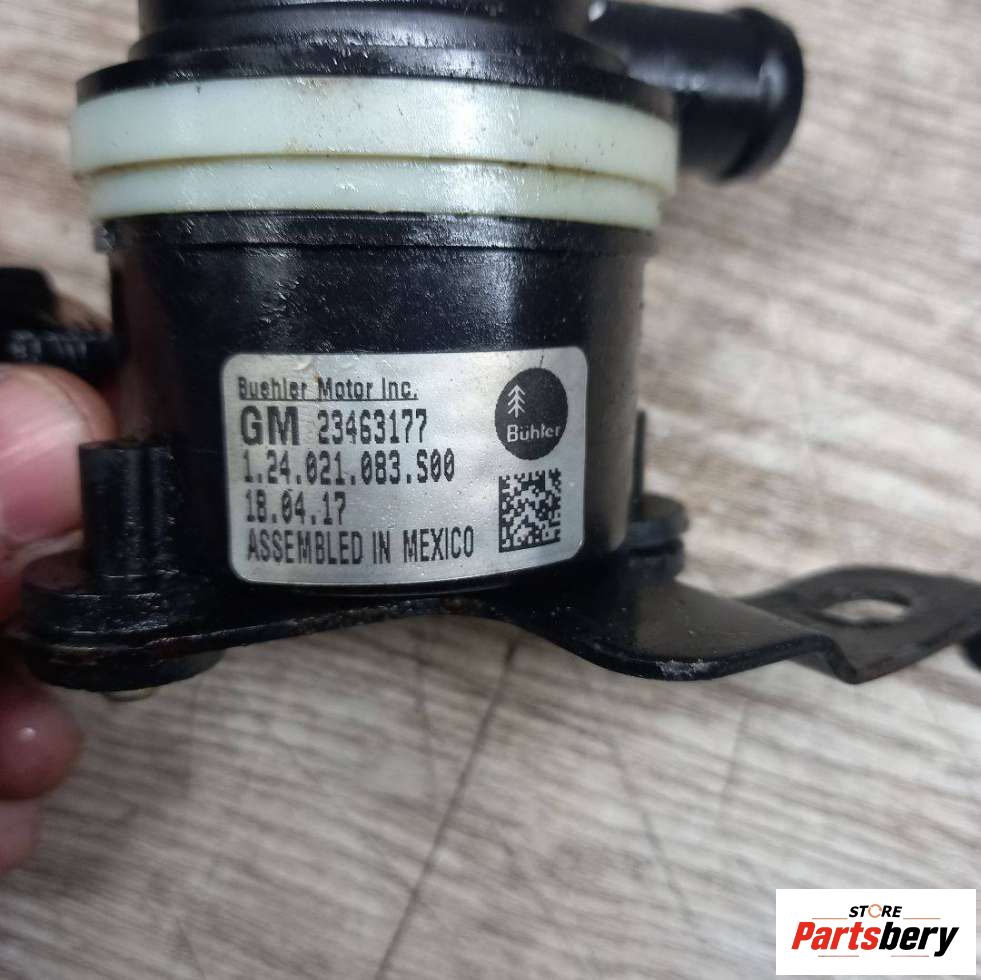 Buehler Motor Inc.
GM 23463177
Bühler
1.24.021.083.S00
18.04.17
ASSEMBLED IN MEXICO
STORE
Partsbery